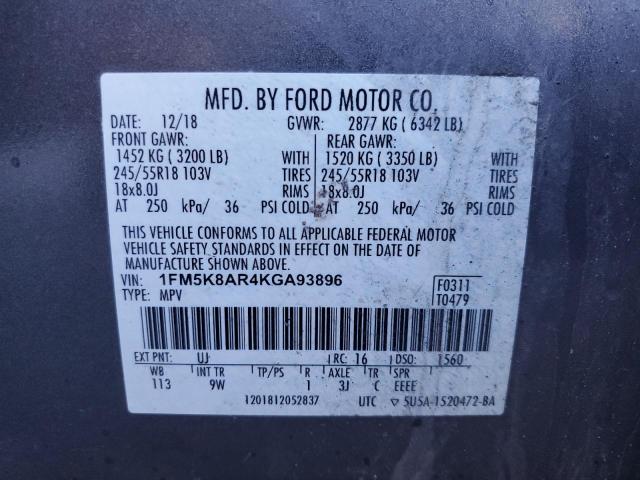 MFD. BY FORD MOTOR CO.
DATE: 12/18 GVWR: 2877 KG ( 6342 LB)
FRONT GAWR: REAR GAWR:
1452 KG ( 3200 LB) WITH 1520 KG ( 3350 LB) WITH
245/55R18 103V TIRES 245/55R18 103V TIRES
18x8.0J RIMS 18x8.0J RIMS
AT 250 kPa/ 36 PSI COLD AT 250 kPa/ 36 PSI COLD
THIS VEHICLE CONFORMS TO ALL APPLICABLE FEDERAL MOTOR
VEHICLE SAFETY STANDARDS IN EFFECT ON THE DATE OF
MANUFACTURE SHOWN ABOVE.
VIN: 1FM5K8AR4KGA93896 F0311
TYPE: MPV T0479
EXT PNT: UJ RC: 16 DSO: 1560
WB INT TR TP/PS R AXLE TR SPR
113 9W 1 3J C EEEE
1201812052837 UTC ▽ 5U5A-1520472-BA